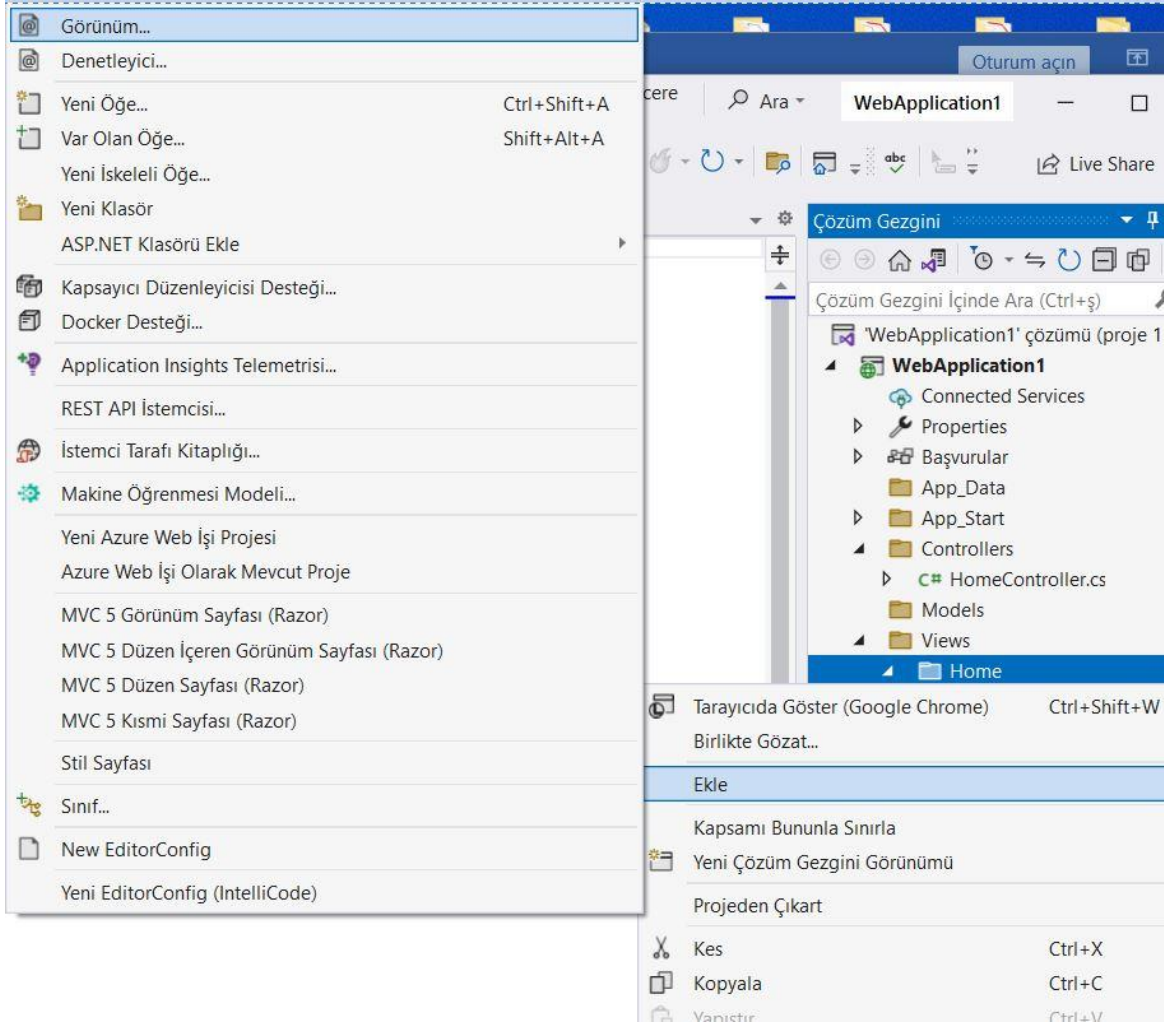 Görünüm...
Denetleyici...
Yeni Öğe... Ctrl+Shift+A
Var Olan Öğe... Shift+Alt+A
Yeni İskeleli Öğe...
Yeni Klasör
ASP.NET Klasörü Ekle
Kapsayıcı Düzenleyicisi Desteği...
Docker Desteği...
Application Insights Telemetrisi...
REST API İstemcisi...
İstemci Tarafı Kitaplığı...
Makine Öğrenmesi Modeli...
Yeni Azure Web İşi Projesi
Azure Web İşi Olarak Mevcut Proje
MVC 5 Görünüm Sayfası (Razor)
MVC 5 Düzen İçeren Görünüm Sayfası (Razor)
MVC 5 Düzen Sayfası (Razor)
MVC 5 Kısmi Sayfası (Razor)
Stil Sayfası
Sınıf...
New EditorConfig
Yeni EditorConfig (IntelliCode)
Oturum açın
cere Ara WebApplication1
abc Live Share
Çözüm Gezgini
Çözüm Gezgini İçinde Ara (Ctrl+ş)
'WebApplication1' çözümü (proje 1
WebApplication1
Connected Services
Properties
Başvurular
App_Data
App_Start
Controllers
C# HomeController.cs
Models
Views
Home
Tarayıcıda Göster (Google Chrome) Ctrl+Shift+W
Birlikte Gözat...
Ekle
Kapsamı Bununla Sınırla
Yeni Çözüm Gezgini Görünümü
Projeden Çıkart
Kes Ctrl+X
Kopyala Ctrl+C
Yapıştır Ctrl+V